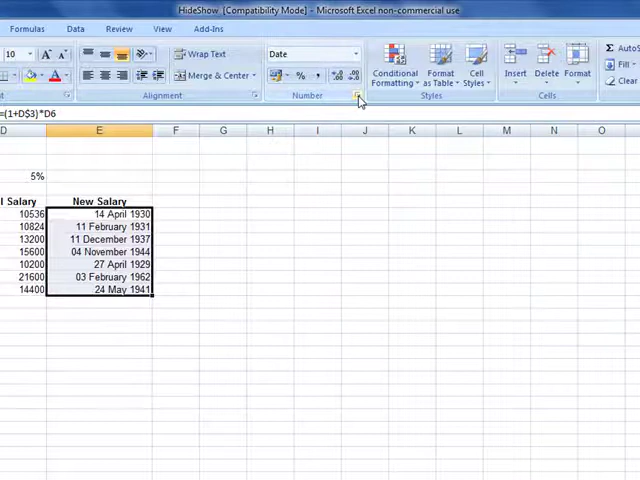 HideShow [Compatibility Mode] - Microsoft Excel non-commercial use
Formulas Data Review View Add-Ins
10 Wrap Text Date Conditional Formatting Format as Table Cell Styles Insert Delete Format Fill Clear
Merge & Center
Alignment Number Styles Cells
=(1+D$3)*D6
D E F G H I J K L M N O
5%
l Salary New Salary
10536 14 April 1930
10824 11 February 1931
13200 11 December 1937
15600 04 November 1944
10200 27 April 1929
21600 03 February 1962
14400 24 May 1941